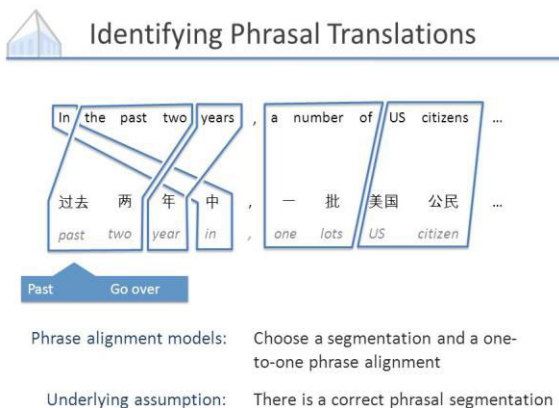 Identifying Phrasal Translations
In the past two years , a number of US citizens ...
过去 两 年 中 , 一 批 美国 公民 ...
past two year in , one lots US citizen
Past Go over
Phrase alignment models: Choose a segmentation and a one-
to-one phrase alignment
Underlying assumption: There is a correct phrasal segmentation